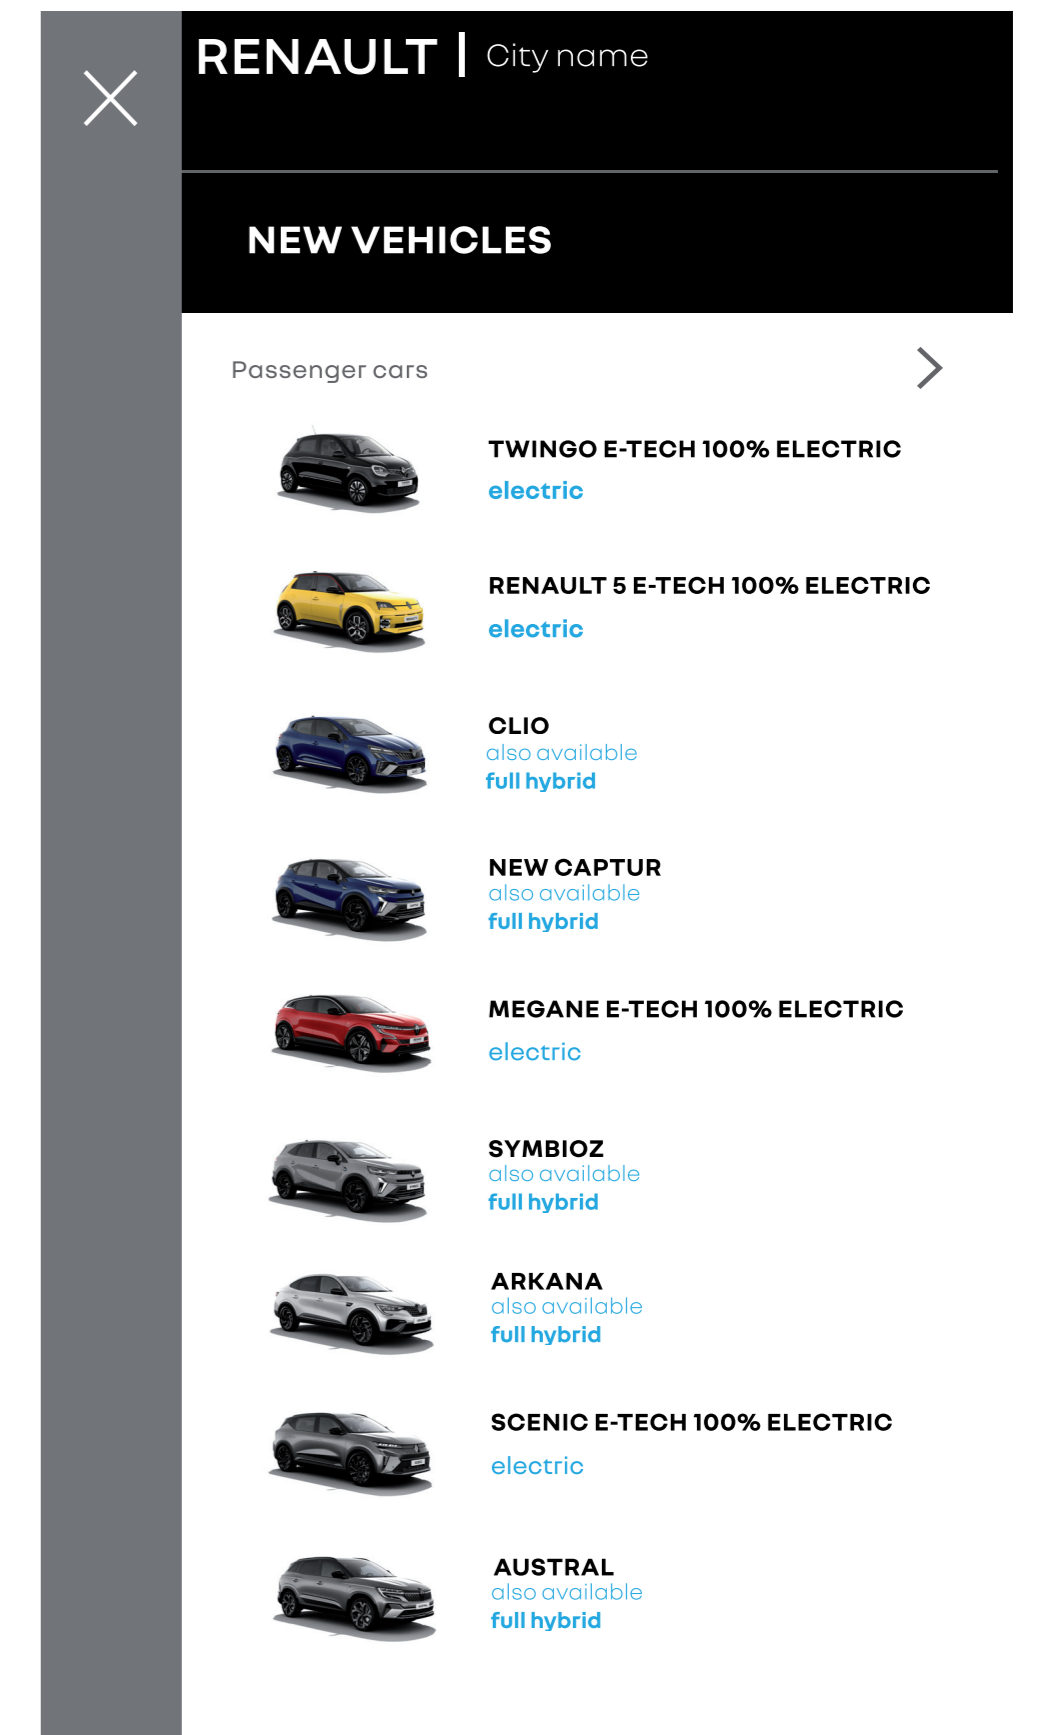 RENAULT | City name
NEW VEHICLES
Passenger cars
TWINGO E-TECH 100% ELECTRIC
electric
RENAULT 5 E-TECH 100% ELECTRIC
electric
CLIO
also available
full hybrid
NEW CAPTUR
also available
full hybrid
MEGANE E-TECH 100% ELECTRIC
electric
SYMBIOZ
also available
full hybrid
ARKANA
also available
full hybrid
SCENIC E-TECH 100% ELECTRIC
electric
AUSTRAL
also available
full hybrid